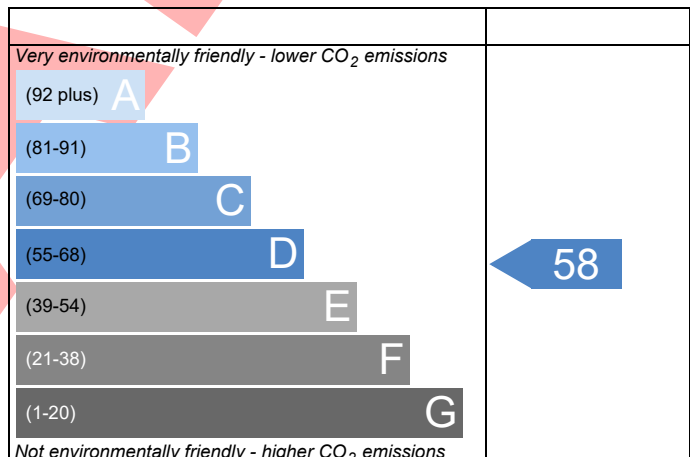 Very environmentally friendly - lower CO2 emissions
(92 plus) A
(81-91) B
(69-80) C
(55-68) D
58
(39-54) E
(21-38) F
(1-20) G
Not environmentally friendly - higher CO2 emissions